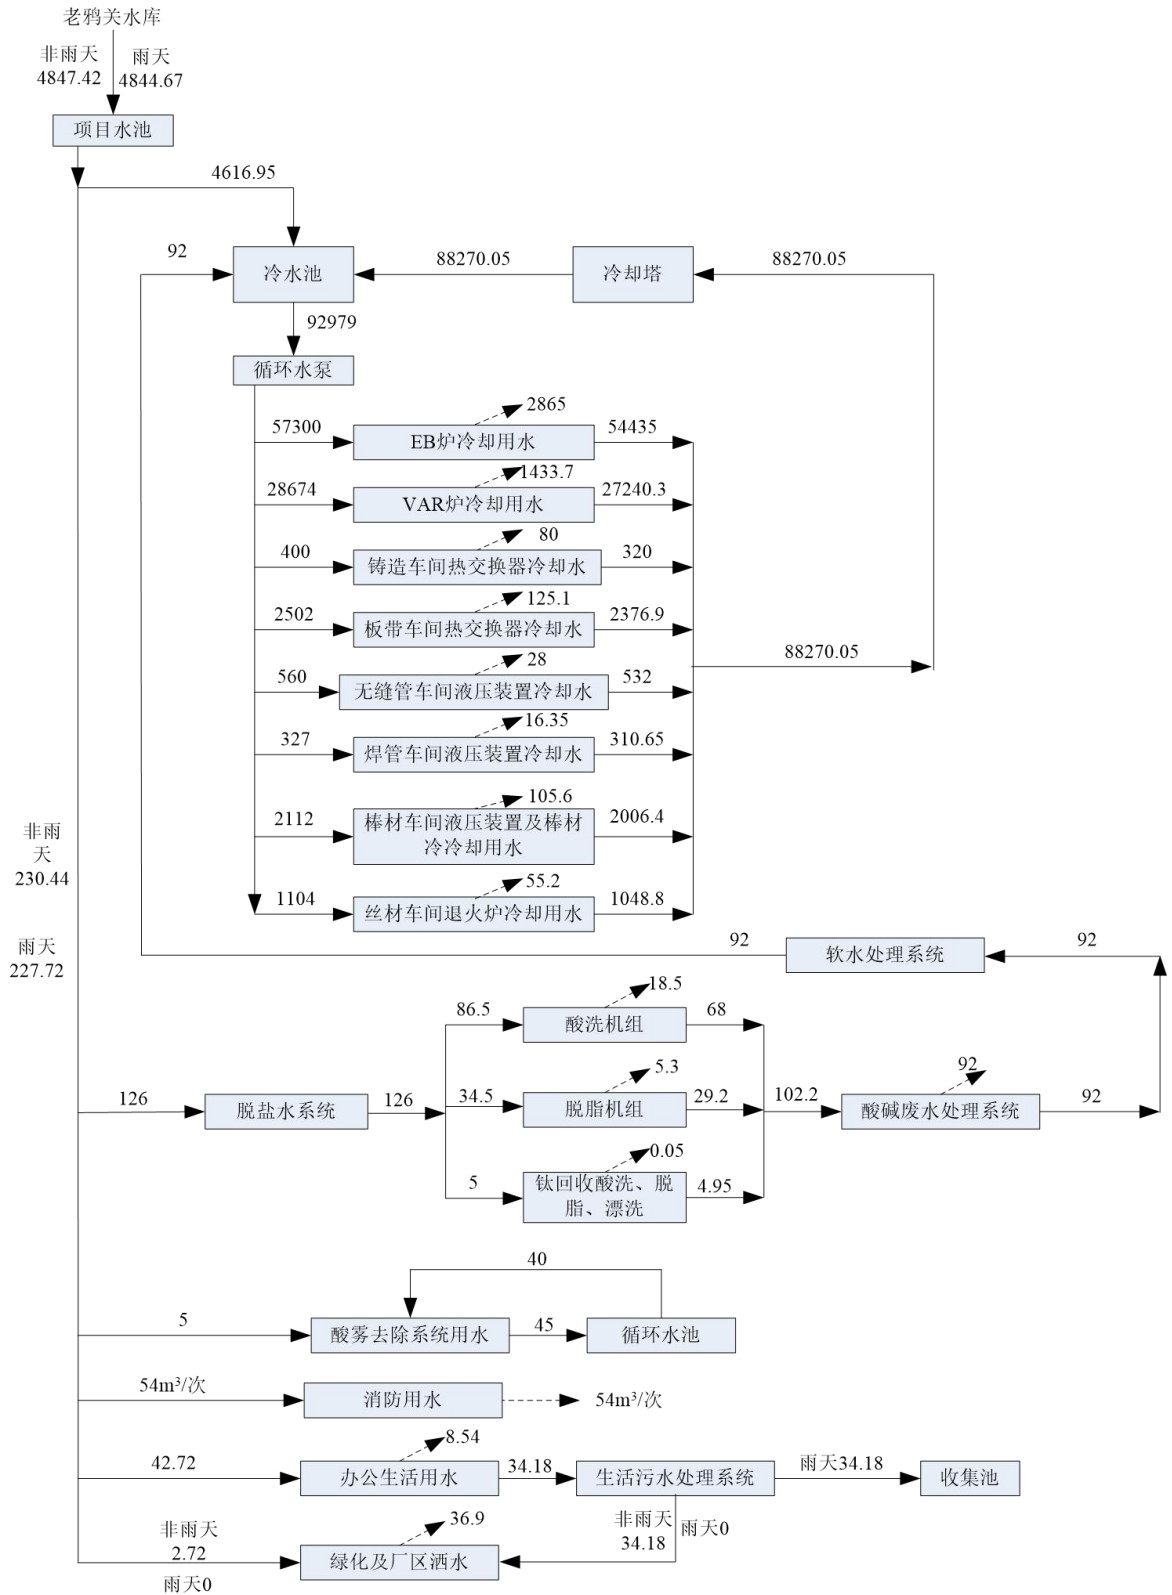 老鸦关水库
非雨天
4847.42
雨天
4844.67
项目水池
4616.95
92
冷水池
88270.05
冷却塔
88270.05
92979
循环水泵
57300
EB炉冷却用水
2865
54435
28674
VAR炉冷却用水
1433.7
27240.3
400
铸造车间热交换器冷却水
80
320
2502
板带车间热交换器冷却水
125.1
2376.9
88270.05
560
无缝管车间液压装置冷却水
28
532
327
焊管车间液压装置冷却水
16.35
310.65
2112
棒材车间液压装置及棒材
冷冷却用水
105.6
2006.4
1104
丝材车间退火炉冷却用水
55.2
1048.8
非雨
天
230.44
雨天
227.72
92
软水处理系统
92
126
脱盐水系统
126
86.5
酸洗机组
18.5
68
34.5
脱脂机组
5.3
29.2
5
钛回收酸洗、脱
脂、漂洗
0.05
4.95
102.2
酸碱废水处理系统
92
92
40
5
酸雾去除系统用水
45
循环水池
54m³/次
消防用水
54m³/次
42.72
办公生活用水
8.54
34.18
生活污水处理系统
雨天34.18
收集池
非雨天
34.18
雨天0
非雨天
2.72
雨天0
绿化及厂区洒水
36.9